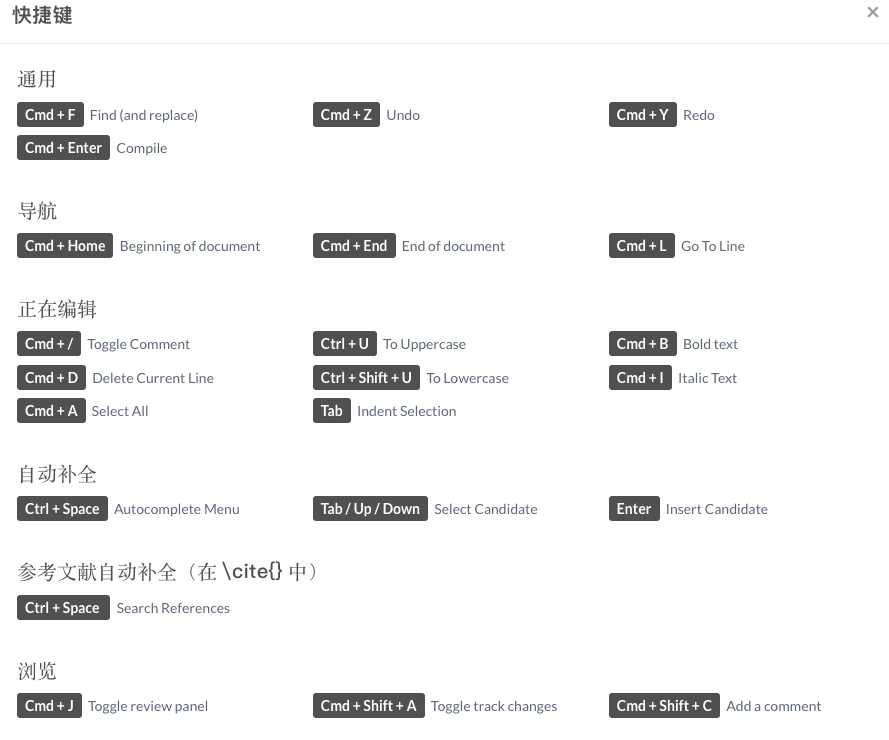 快捷键 ×
通用
Cmd + F Find (and replace) Cmd + Z Undo Cmd + Y Redo
Cmd + Enter Compile
导航
Cmd + Home Beginning of document Cmd + End End of document Cmd + L Go To Line
正在编辑
Cmd + / Toggle Comment Ctrl + U To Uppercase Cmd + B Bold text
Cmd + D Delete Current Line Ctrl + Shift + U To Lowercase Cmd + I Italic Text
Cmd + A Select All Tab Indent Selection
自动补全
Ctrl + Space Autocomplete Menu Tab / Up / Down Select Candidate Enter Insert Candidate
参考文献自动补全（在 \cite{} 中）
Ctrl + Space Search References
浏览
Cmd + J Toggle review panel Cmd + Shift + A Toggle track changes Cmd + Shift + C Add a comment